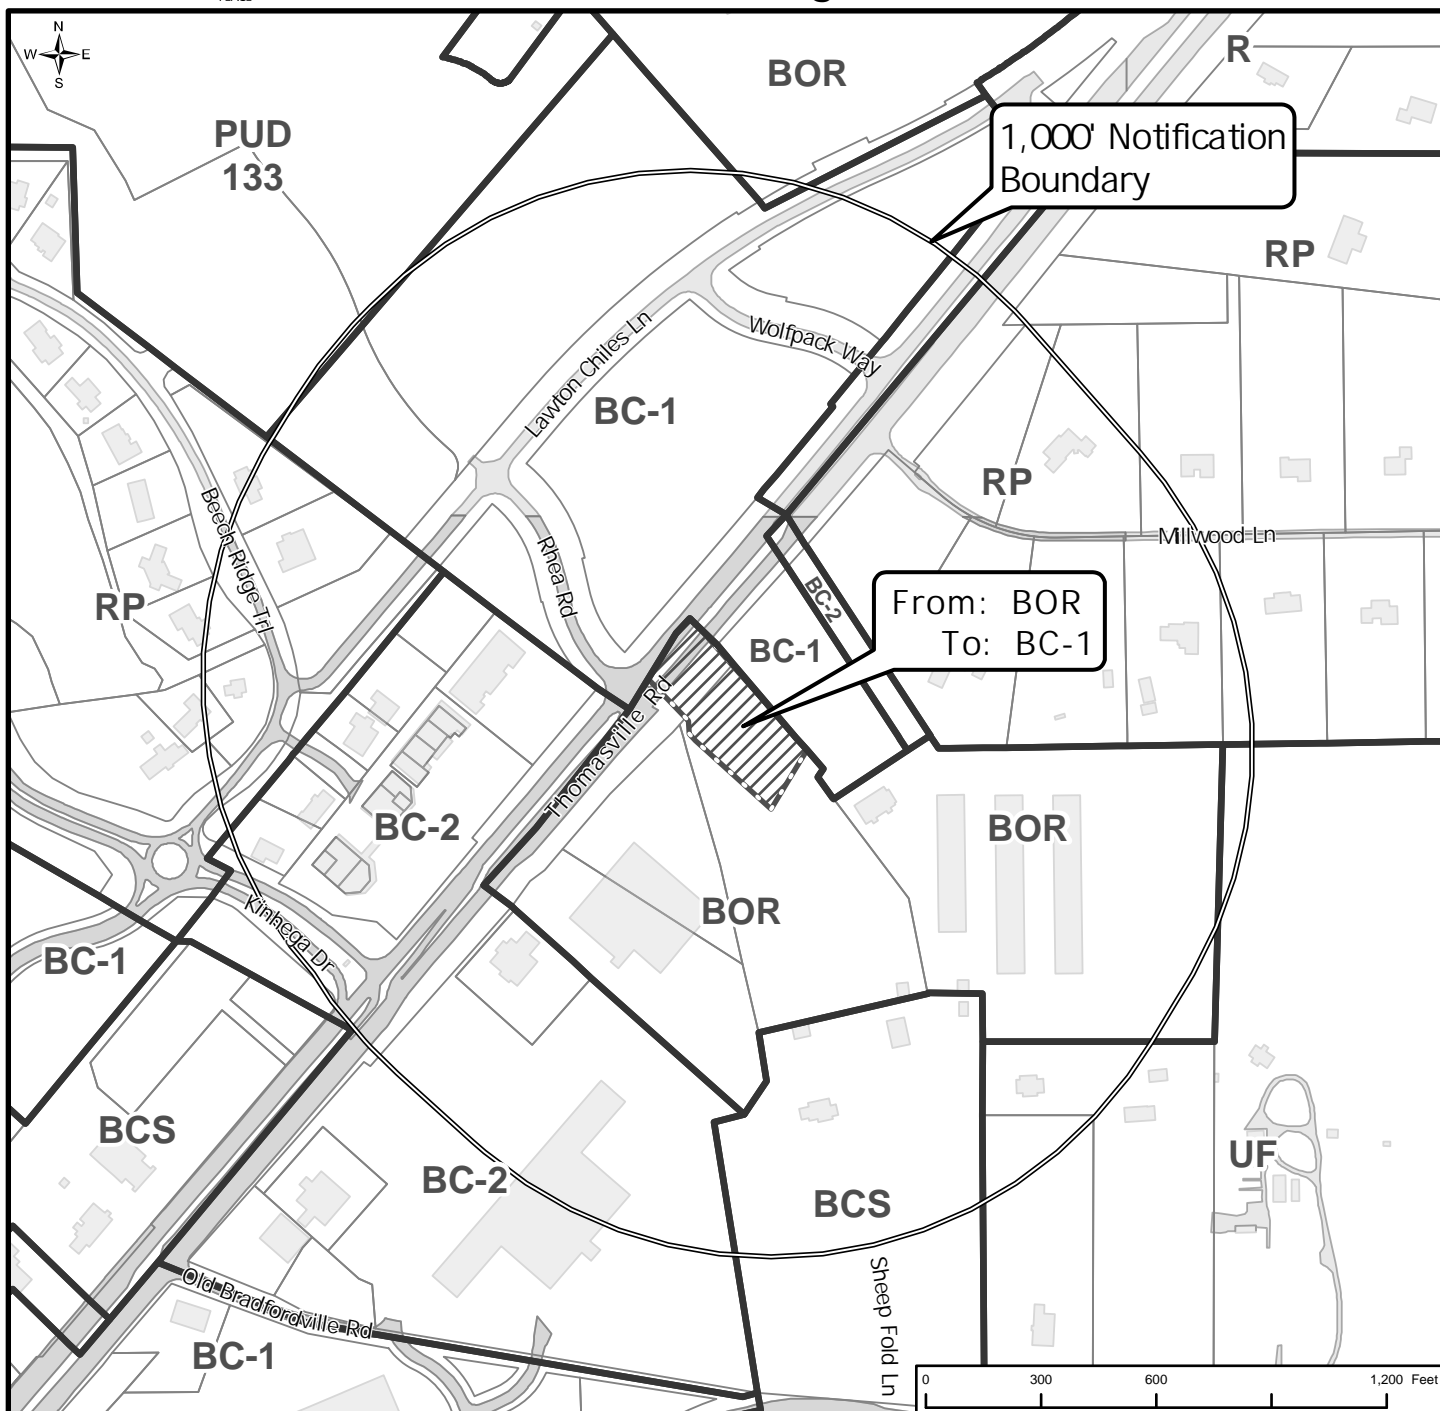 N
W E
S
R
BOR
PUD
133
1,000' Notification
Boundary
RP
Lawton Chiles Ln
Wolfpack Way
BC-1
RP
Beech Ridge Trl
Rhea Rd
Millwood Ln
BC-2
From: BOR
To: BC-1
RP
BC-1
Thomasville Rd
BC-2
BOR
BOR
Kinhega Dr
BC-1
BCS
BC-2
UF
BCS
Sheep Fold Ln
Old Bradfordville Rd
BC-1
0 300 600 1,200 Feet